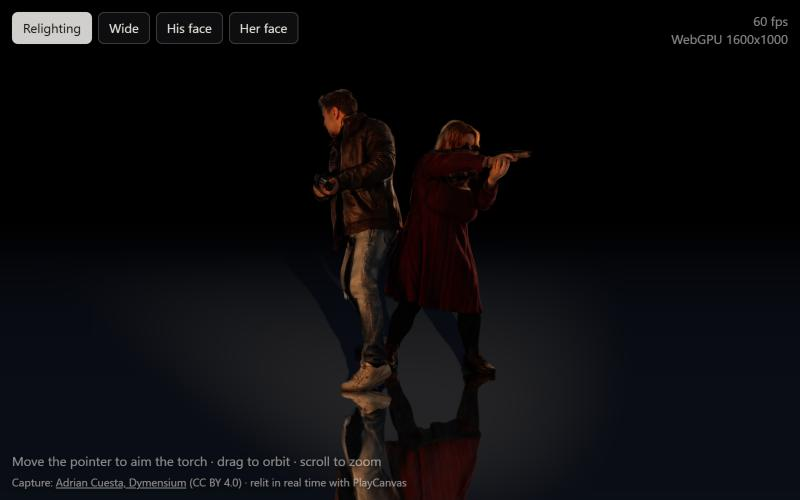 Relighting
Wide
His face
Her face
60 fps
WebGPU 1600x1000
Move the pointer to aim the torch · drag to orbit · scroll to zoom
Capture: Adrian Cuesta, Dymensium (CC BY 4.0) · relit in real time with PlayCanvas